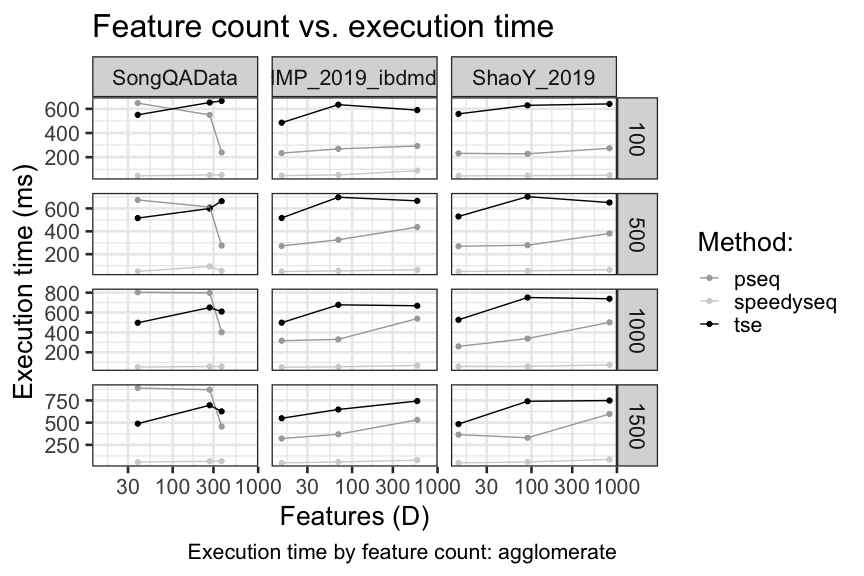 Feature count vs. execution time
SongQAData
IMP_2019_ibdmd
ShaoY_2019
600
400
200
100
600
400
200
500
800
600
400
200
1000
750
500
250
1500
Execution time (ms)
30 100 300 1000
30 100 300 1000
30 100 300 1000
Features (D)
Method:
pseq
speedyseq
tse
Execution time by feature count: agglomerate